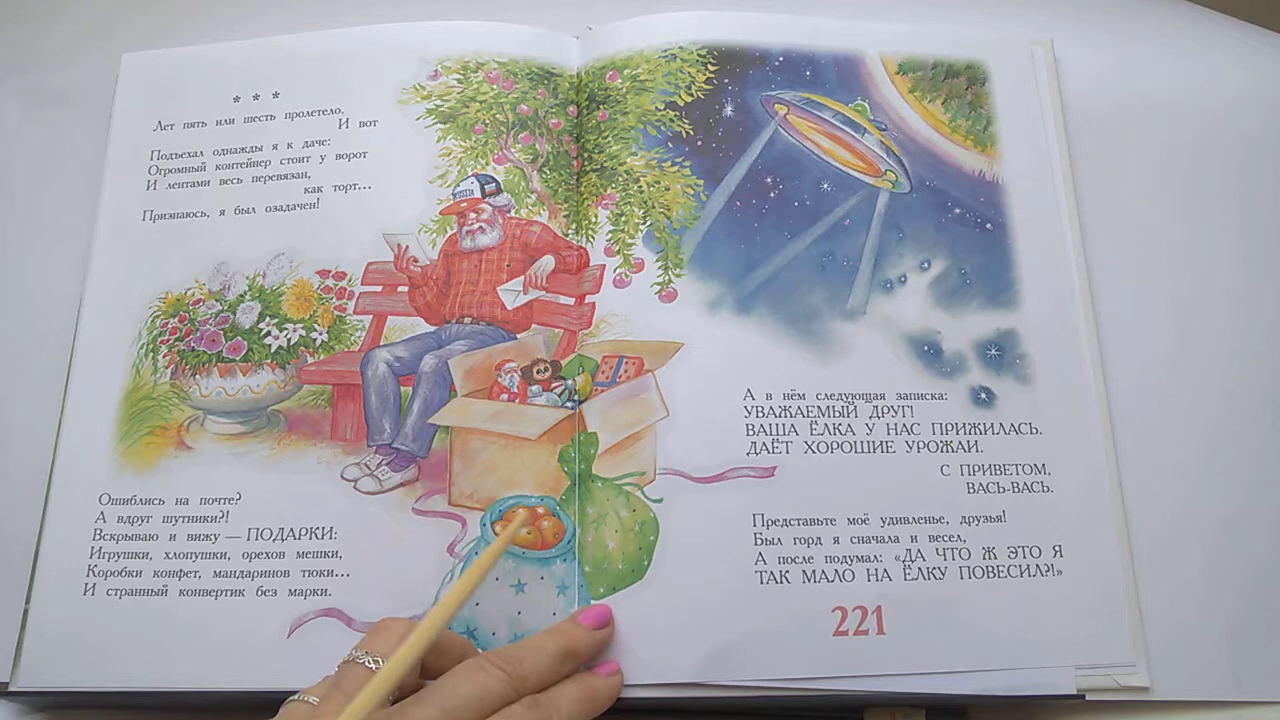 * * *
Лет пять или шесть пролетело.
И вот
Подъехал однажды я к даче:
Огромный контейнер стоит у ворот
И лентами весь перевязан,
как торт...
Признаюсь, я был озадачен!
RUSSIA
Ошиблись на почте?
А вдруг шутники?!
Вскрываю и вижу — ПОДАРКИ:
Игрушки, хлопушки, орехов мешки,
Коробки конфет, мандаринов тюки...
И странный конвертик без марки.
А в нём следующая записка:
УВАЖАЕМЫЙ ДРУГ!
ВАША ЁЛКА У НАС ПРИЖИЛАСЬ.
ДАЁТ ХОРОШИЕ УРОЖАИ.
С ПРИВЕТОМ,
ВАСЬ-ВАСЬ.
Представьте моё удивленье, друзья!
Был горд я сначала и весел,
А после подумал: «ДА ЧТО Ж ЭТО Я
ТАК МАЛО НА ЁЛКУ ПОВЕСИЛ?!»
221